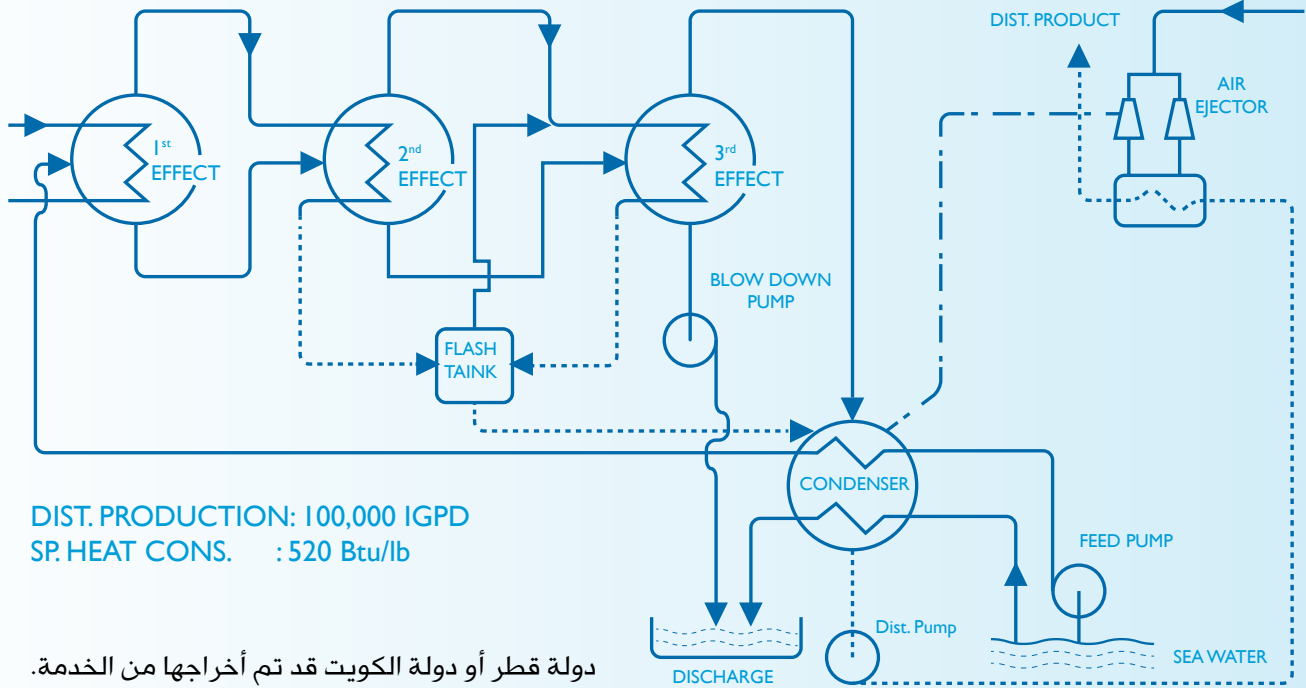 DIST. PRODUCT
AIR
EJECTOR
1st
EFFECT
2nd
EFFECT
3rd
EFFECT
BLOW DOWN
PUMP
FLASH
TAINK
CONDENSER
DIST. PRODUCTION: 100,000 IGPD
SP. HEAT CONS. : 520 Btu/lb
FEED PUMP
Dist. Pump
SEA WATER
DISCHARGE
دولة قطر أو دولة الكويت قد تم أخراجها من الخدمة.